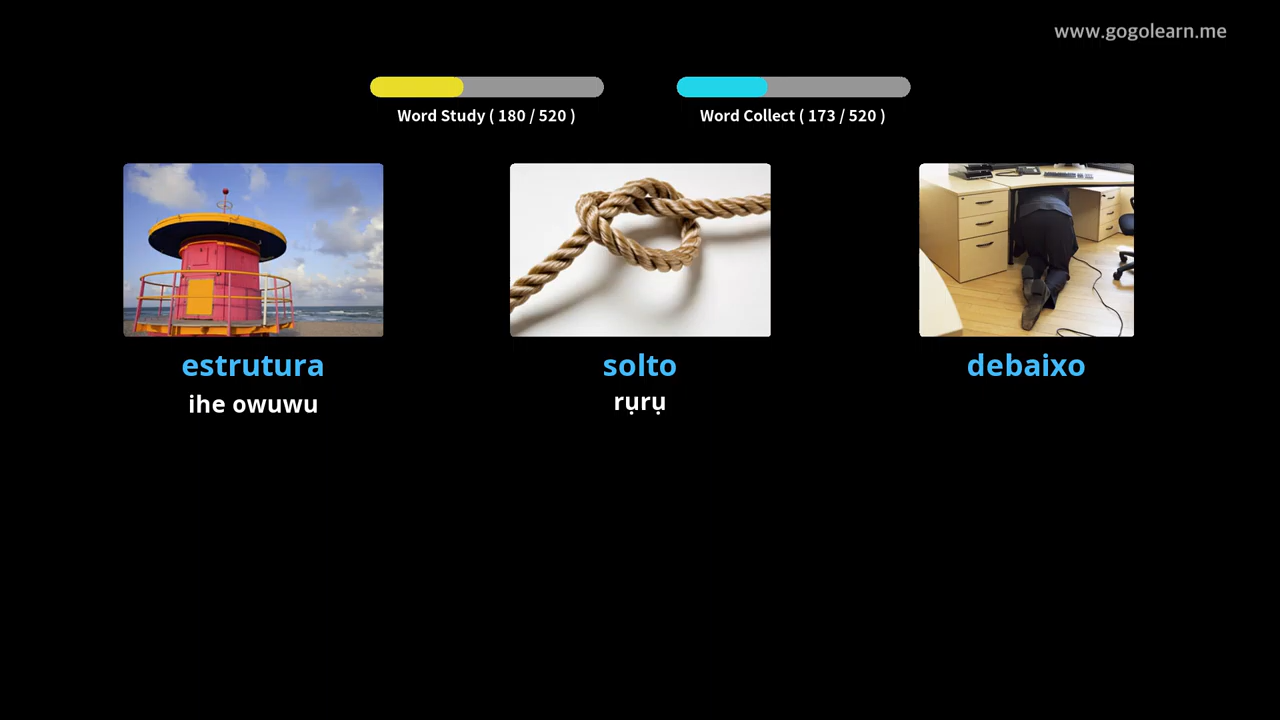 www.gogolearn.me
Word Study ( 180 / 520 )
Word Collect ( 173 / 520 )
estrutura
ihe owuwu
solto
rụrụ
debaixo